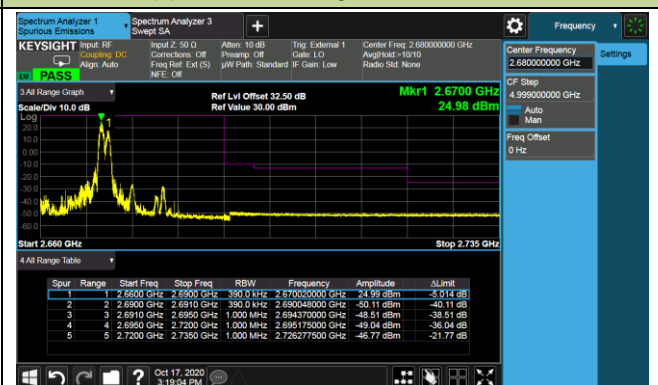 Spectrum Analyzer 1
Spurious Emissions
Spectrum Analyzer 3
Swept SA
+
Frequency
KEYSIGHT
Input: RF
Coupling: DC
Align: Auto
Input Z: 50 Ω
Corrections: Off
Freq Ref: Ext (S)
NFE: Off
Atten: 10 dB
Preamp: Off
µW Path: Standard
Trig: External 1
Gate: LO
IF Gain: Low
Center Freq: 2.680000000 GHz
Avg|Hold:>10/10
Radio Std: None
PASS
Center Frequency
2.680000000 GHz
Settings
CF Step
4.999000000 GHz
Auto
Man
Freq Offset
0 Hz
3 All Range Graph
Scale/Div 10.0 dB
Ref Lvl Offset 32.50 dB
Ref Value 30.00 dBm
Mkr1 2.6700 GHz
24.98 dBm
Log
20.0
10.0
0.00
-10.0
-20.0
-30.0
-40.0
-50.0
-60.0
1
Start 2.660 GHz
Stop 2.735 GHz
4 All Range Table
Spur Range Start Freq Stop Freq RBW Frequency Amplitude ΔLimit
1 1 2.6600 GHz 2.6900 GHz 390.0 kHz 2.670020000 GHz 24.99 dBm -5.014 dB
2 2 2.6900 GHz 2.6910 GHz 390.0 kHz 2.690048000 GHz -50.11 dBm -40.11 dB
3 3 2.6910 GHz 2.6950 GHz 1.000 MHz 2.694370000 GHz -48.51 dBm -38.51 dB
4 4 2.6950 GHz 2.7200 GHz 1.000 MHz 2.695175000 GHz -49.04 dBm -36.04 dB
5 5 2.7200 GHz 2.7350 GHz 1.000 MHz 2.726277500 GHz -46.77 dBm -21.77 dB
?
Oct 17, 2020
3:19:04 PM